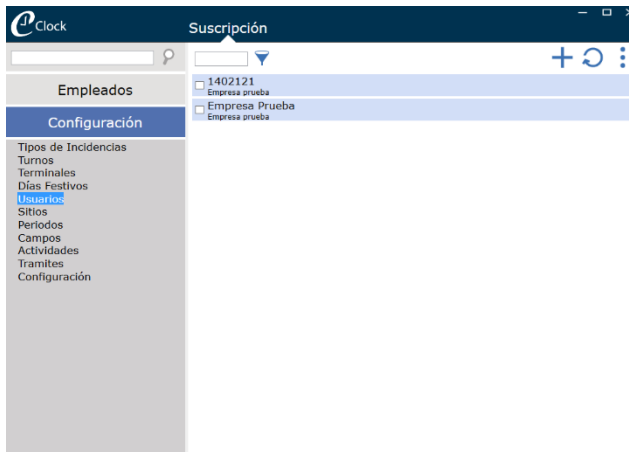 eClock
Suscripción
Empleados
Configuración
Tipos de Incidencias
Turnos
Terminales
Días Festivos
Usuarios
Sitios
Periodos
Campos
Actividades
Tramites
Configuración
1402121
Empresa prueba
Empresa Prueba
Empresa prueba